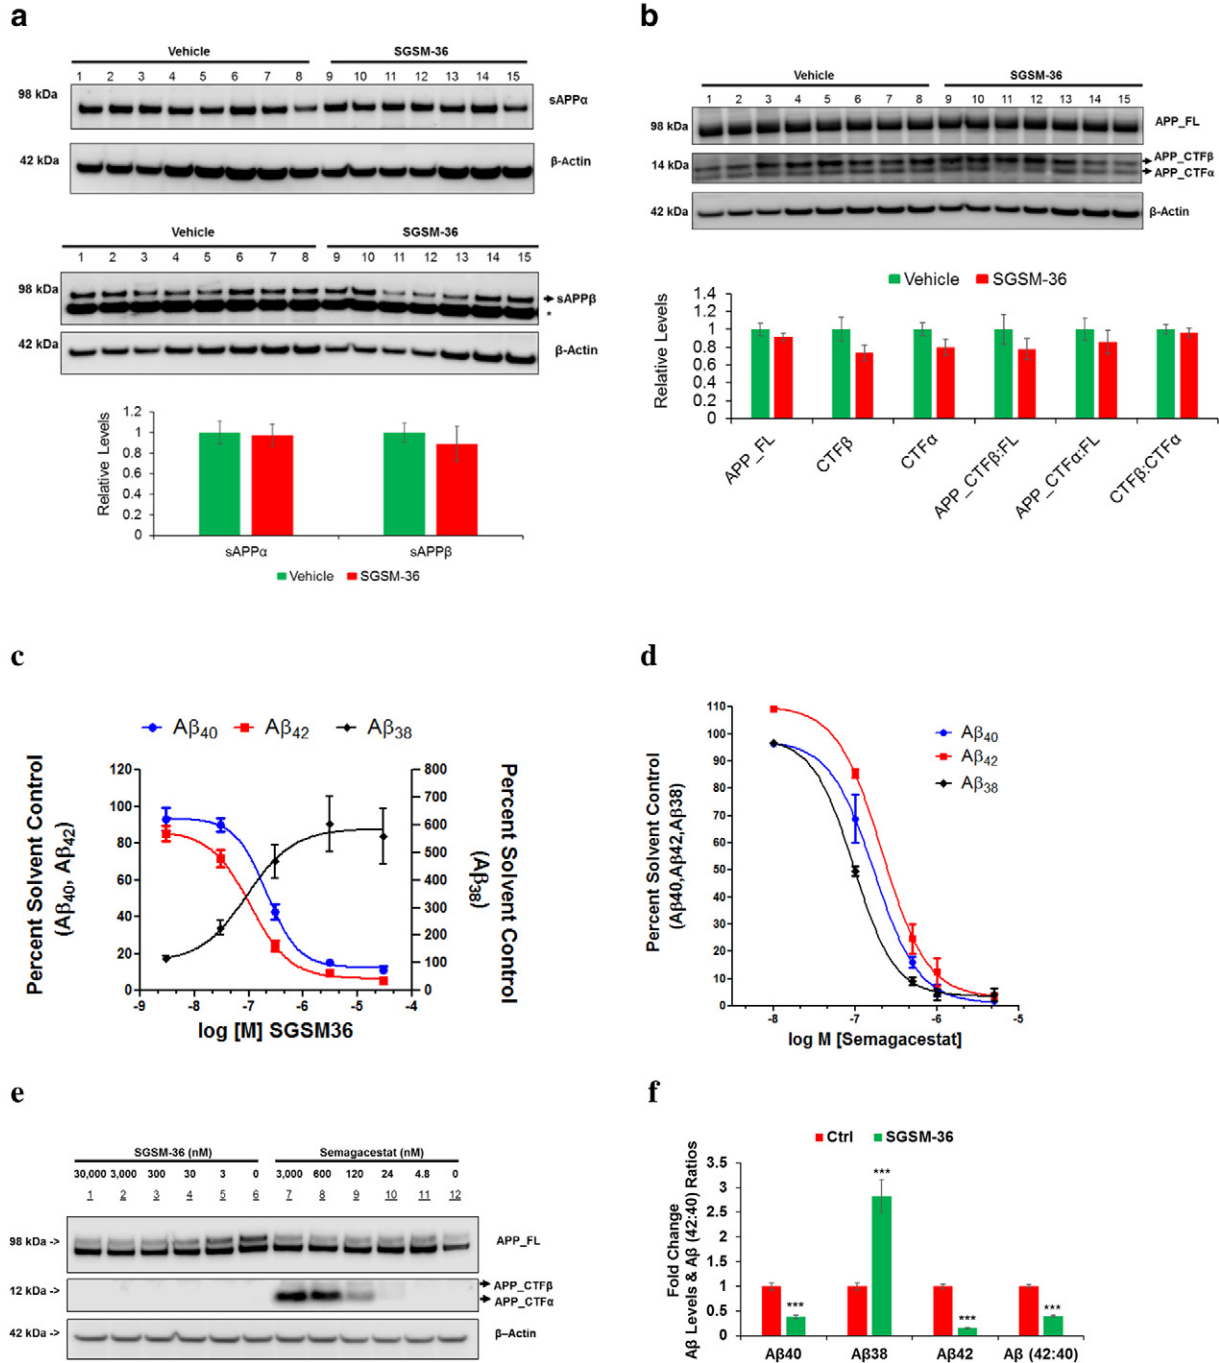 a
Vehicle SGSM-36
1 2 3 4 5 6 7 8 9 10 11 12 13 14 15
98 kDa sAPPα
42 kDa β-Actin
Vehicle SGSM-36
1 2 3 4 5 6 7 8 9 10 11 12 13 14 15
98 kDa sAPPβ
*
42 kDa β-Actin
Relative Levels
1.2
1
0.8
0.6
0.4
0.2
0
sAPPα sAPPβ
Vehicle SGSM-36
b
Vehicle SGSM-36
1 2 3 4 5 6 7 8 9 10 11 12 13 14 15
98 kDa APP_FL
14 kDa APP_CTFβ
APP_CTFα
42 kDa β-Actin
Vehicle SGSM-36
Relative Levels
1.4
1.2
1
0.8
0.6
0.4
0.2
0
APP_FL CTFβ CTFα APP_CTFβ:FL APP_CTFα:FL CTFβ:CTFα
c
Aβ40 Aβ42 Aβ38
Percent Solvent Control
(Aβ40, Aβ42)
120
100
80
60
40
20
0
800
700
600
500
400
300
200
100
0
Percent Solvent Control
(Aβ38)
-9 -8 -7 -6 -5 -4
log [M] SGSM36
d
Percent Solvent Control
(Aβ40,Aβ42,Aβ38)
110
100
90
80
70
60
50
40
30
20
10
0
Aβ40
Aβ42
Aβ38
-8 -7 -6 -5
log M [Semagacestat]
e
SGSM-36 (nM) Semagacestat (nM)
30,000 3,000 300 30 3 0 3,000 600 120 24 4.8 0
1 2 3 4 5 6 7 8 9 10 11 12
98 kDa -> APP_FL
12 kDa -> APP_CTFβ
APP_CTFα
42 kDa -> β-Actin
f
Ctrl SGSM-36
Fold Change
Aβ Levels & Aβ (42:40) Ratios
3.5
3
2.5
2
1.5
1
0.5
0
*** *** *** ***
Aβ40 Aβ38 Aβ42 Aβ (42:40)